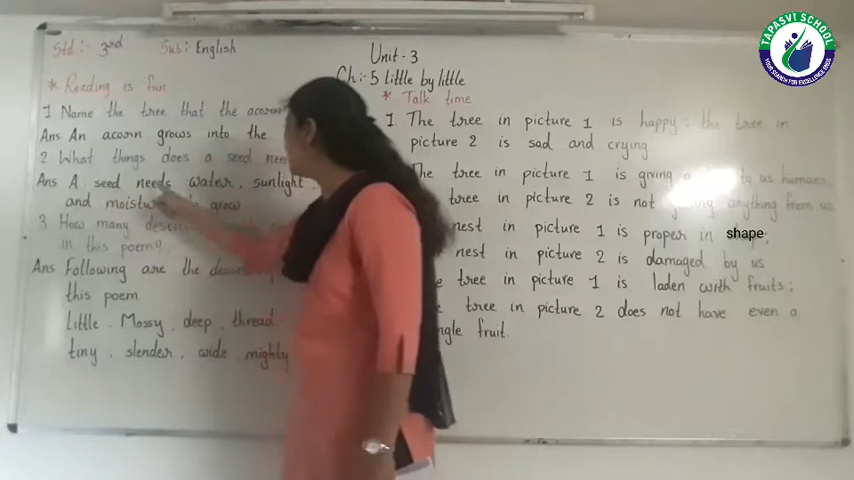 Std:- 3rd Sub: English
Unit-3
Ch:-5 little by little
* Reading is fun
1 Name the tree that the acorn
Ans An acorn grows into the
2 What things does a seed nee
Ans A seed needs water, sunlight,
and moisture grow
3. How many
in this poem?
Ans Following are the
this poem
Little, Mossy, deep, thread
tiny, slender, wide, mighty
* Talk time
1 The tree in picture 1 is happy; the tree in
picture 2 is sad and crying.
The tree in picture 1 is giving to us humans
tree in picture 2 is not giving anything from us
nest in picture 1 is proper in shape;
nest in picture 2 is damaged by us
tree in picture 1 is laden with fruits;
tree in picture 2 does not have even a
fruit.
TAPASVI SCHOOL
YOUR SEARCH FOR EXCELLENCE ENDS